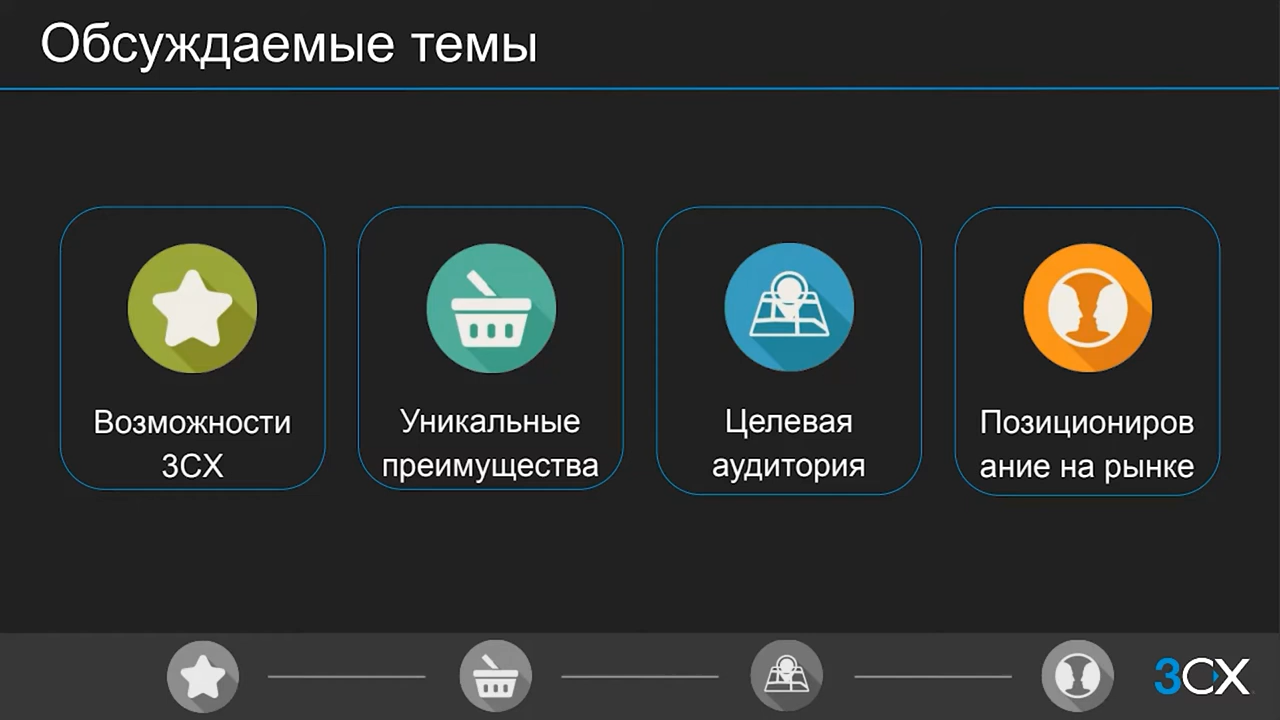 Обсуждаемые темы
Возможности
3CX
Уникальные
преимущества
Целевая
аудитория
Позициониров
ание на рынке
3CX